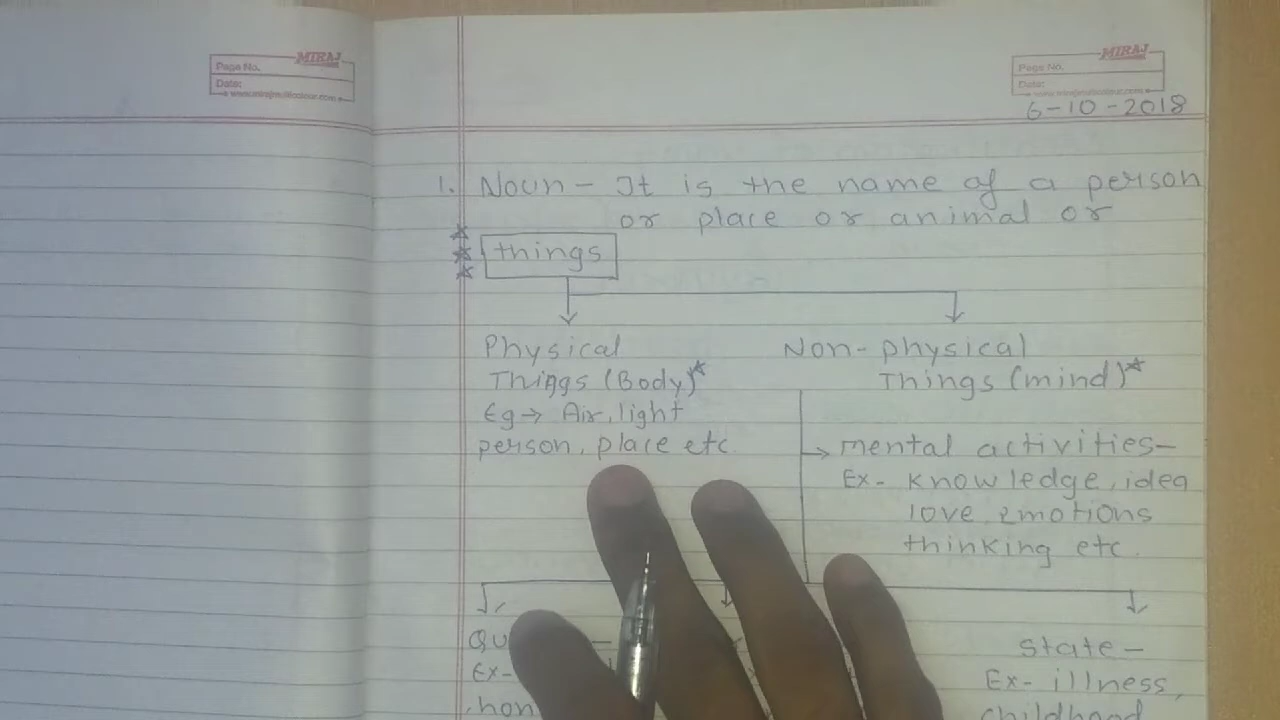 MIRAJ
Page No.
Date:
MIRAJ
Page No.
Date:
6-10-2018
1. Noun - It is the name of a person
or place or animal or
things
Physical
Things (Body)*
Non-physical
Things (mind)*
Eg → Air, light
person, place etc.
mental activities-
Ex- knowledge, idea
love, emotions
thinking etc.
State-
Ex- illness,
childhood
Ex-